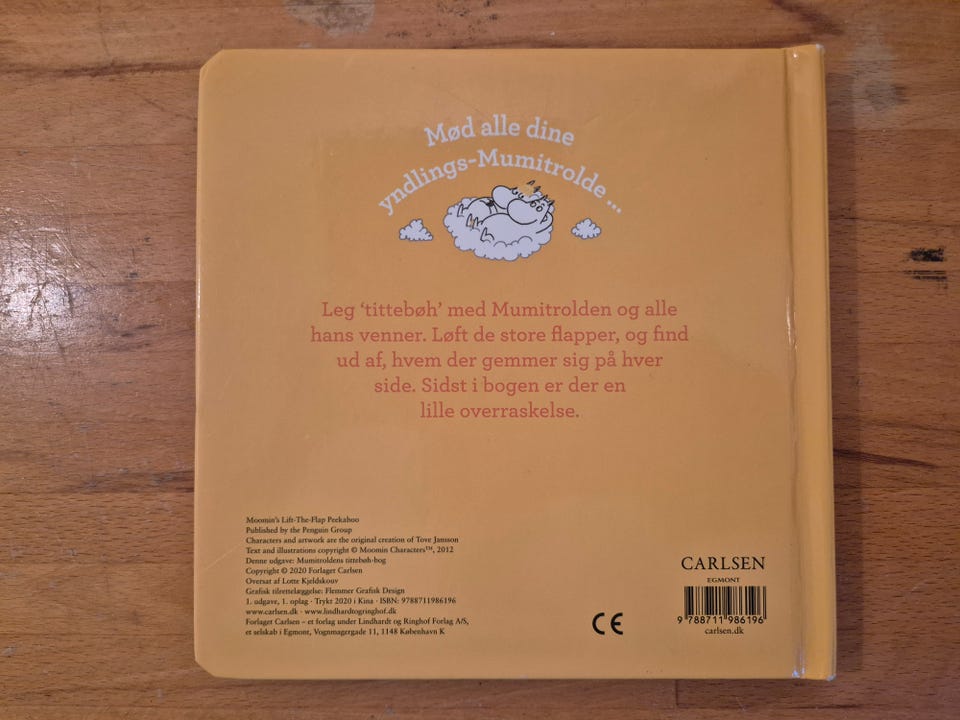 Mød alle dine
yndlings-Mumitrolde ...
Leg ‘tittebøh’ med Mumitrolden og alle
hans venner. Løft de store flapper, og find
ud af, hvem der gemmer sig på hver
side. Sidst i bogen er der en
lille overraskelse.
Moomin's Lift-The-Flap Peekaboo
Published by the Penguin Group
Characters and artwork are the original creation of Tove Jansson
Text and illustrations copyright © Moomin Characters™, 2012
Denne udgave: Mumitroldens tittebøh-bog
Copyright © 2020 Forlaget Carlsen
Oversat af Lotte Kjeldskouv
Grafisk tilrettelæggelse: Flemmer Grafisk Design
1. udgave, 1. oplag · Trykt 2020 i Kina · ISBN: 9788711986196
www.carlsen.dk · www.lindhardtogringhof.dk
Forlaget Carlsen – et forlag under Lindhardt og Ringhof Forlag A/S,
et selskab i Egmont, Vognmagergade 11, 1148 København K
CE
CARLSEN
EGMONT
9 788711 986196
carlsen.dk